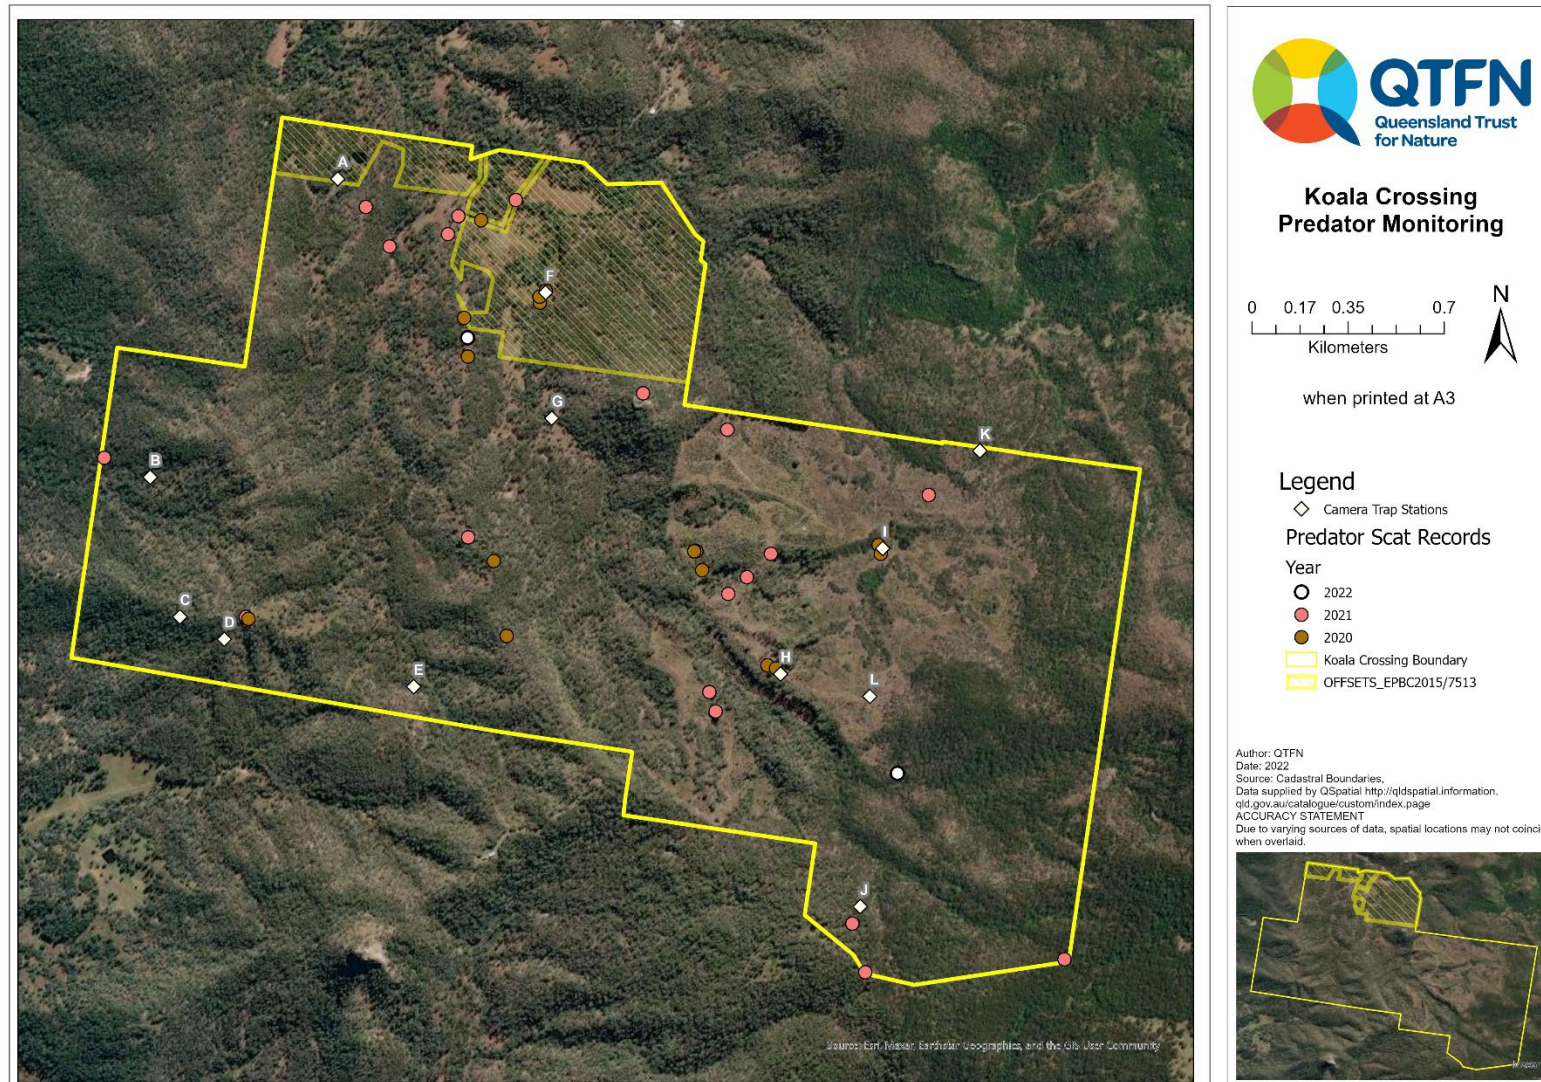 A
F
G
K
B
I
C
D
H
E
L
J
Source: Esri, Maxar, Earthstar Geographics, and the GIS User Community
QTFN
Queensland Trust
for Nature
Koala Crossing
Predator Monitoring
N
0 0.17 0.35 0.7
Kilometers
when printed at A3
Legend
Camera Trap Stations
Predator Scat Records
Year
2022
2021
2020
Koala Crossing Boundary
OFFSETS_EPBC2015/7513
Author: QTFN
Date: 2022
Source: Cadastral Boundaries,
Data supplied by QSpatial http://qldspatial.information.
qld.gov.au/catalogue/custom/index.page
ACCURACY STATEMENT
Due to varying sources of data, spatial locations may not coinci
when overlaid.